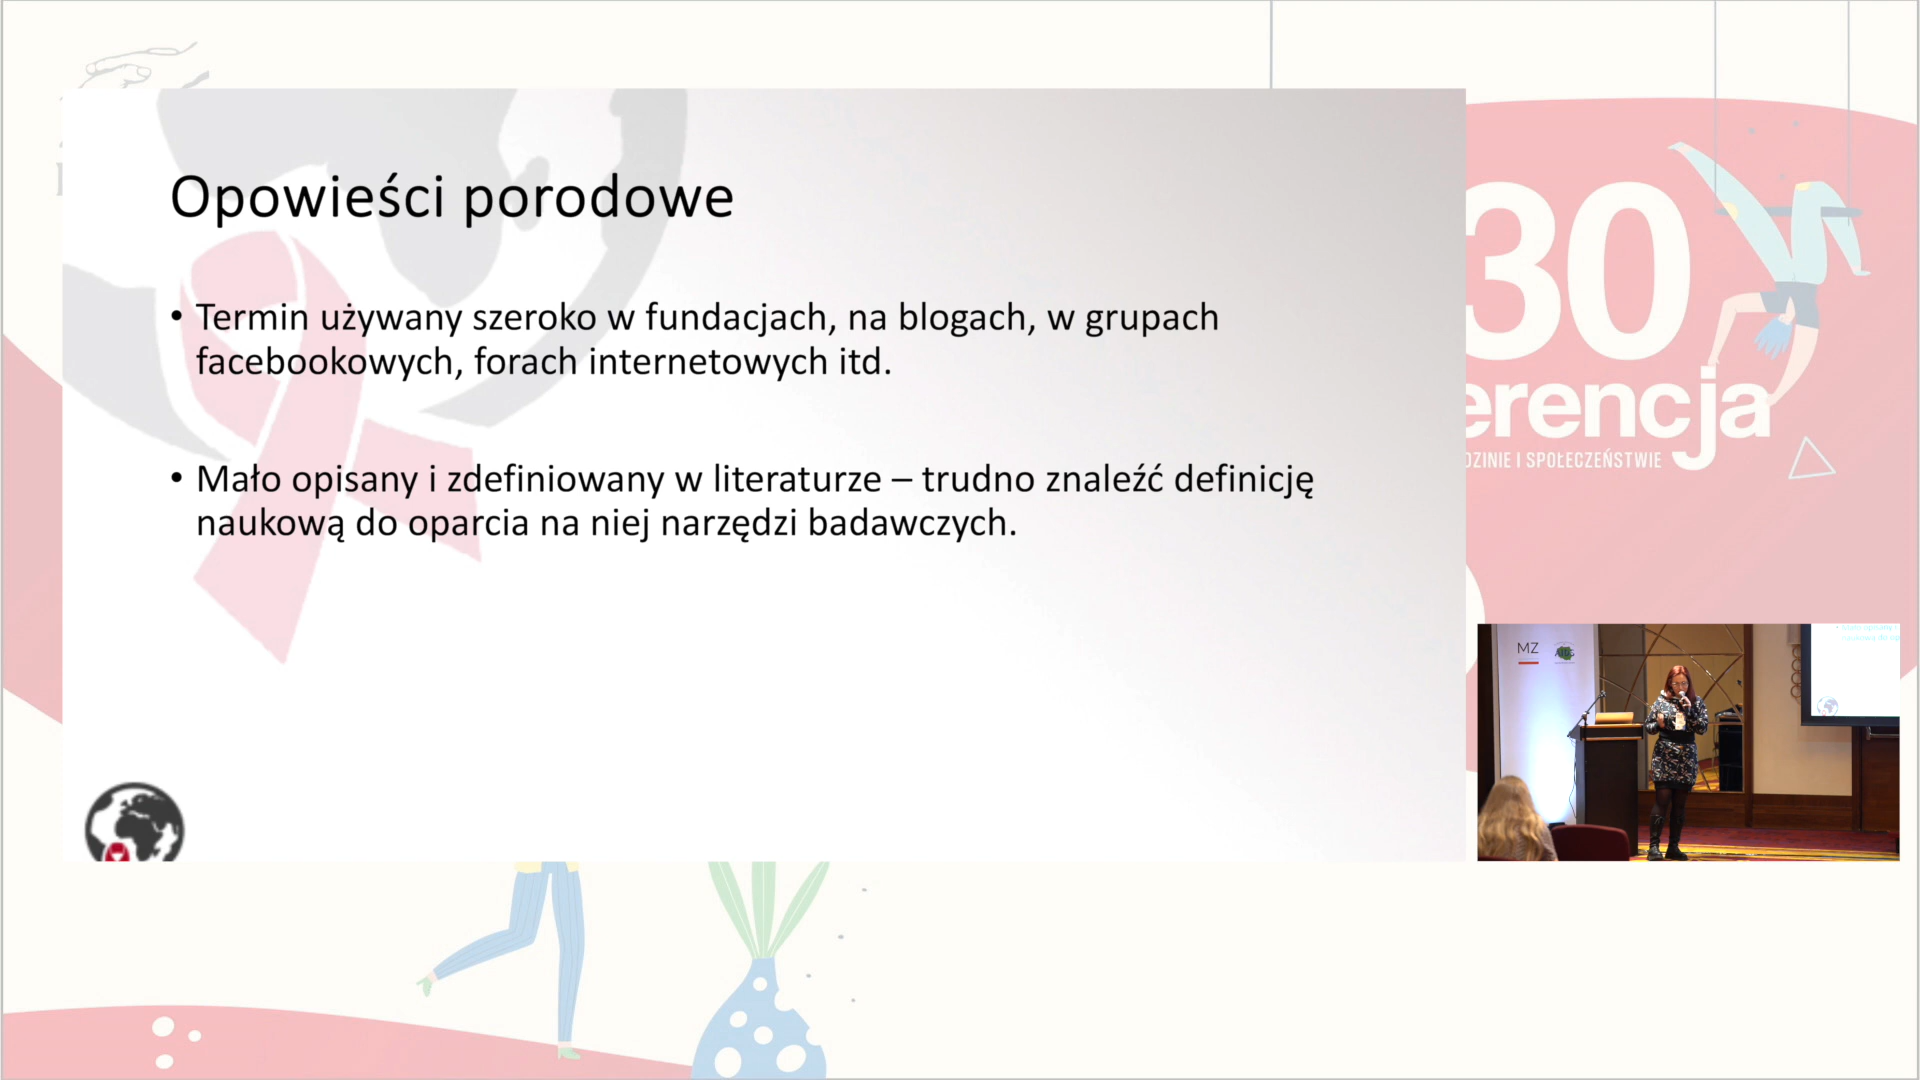 Opowieści porodowe
• Termin używany szeroko w fundacjach, na blogach, w grupach
facebookowych, forach internetowych itd.
• Mało opisany i zdefiniowany w literaturze – trudno znaleźć definicję
naukową do oparcia na niej narzędzi badawczych.
30
erencja
DZINIE I SPOŁECZEŃSTWIE
MZ